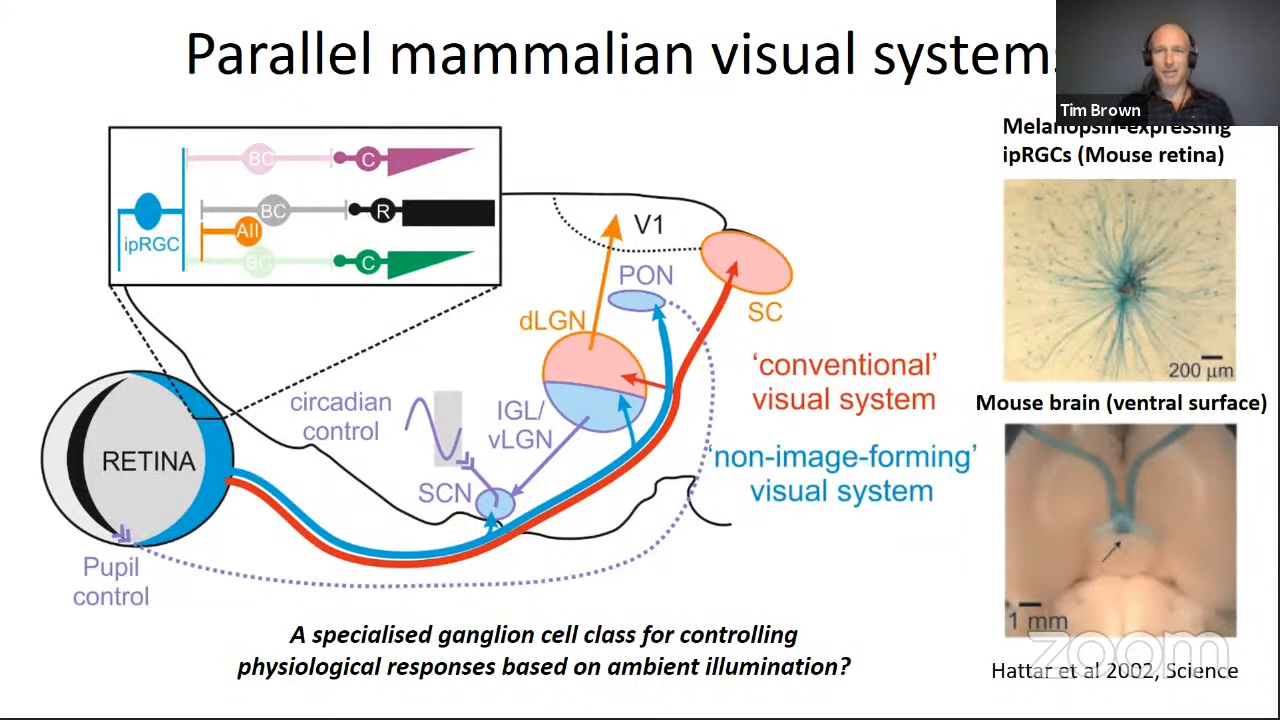 Parallel mammalian visual systems
Tim Brown
Melanopsin-expressing
ipRGCs (Mouse retina)
BC
C
BC
R
ipRGC
AII
BC
C
V1
PON
dLGN
SC
200 µm
'conventional'
visual system
Mouse brain (ventral surface)
circadian
control
IGL/
vLGN
RETINA
'non-image-forming'
visual system
SCN
Pupil
control
1 mm
A specialised ganglion cell class for controlling
physiological responses based on ambient illumination?
zoom
Hattar et al 2002, Science